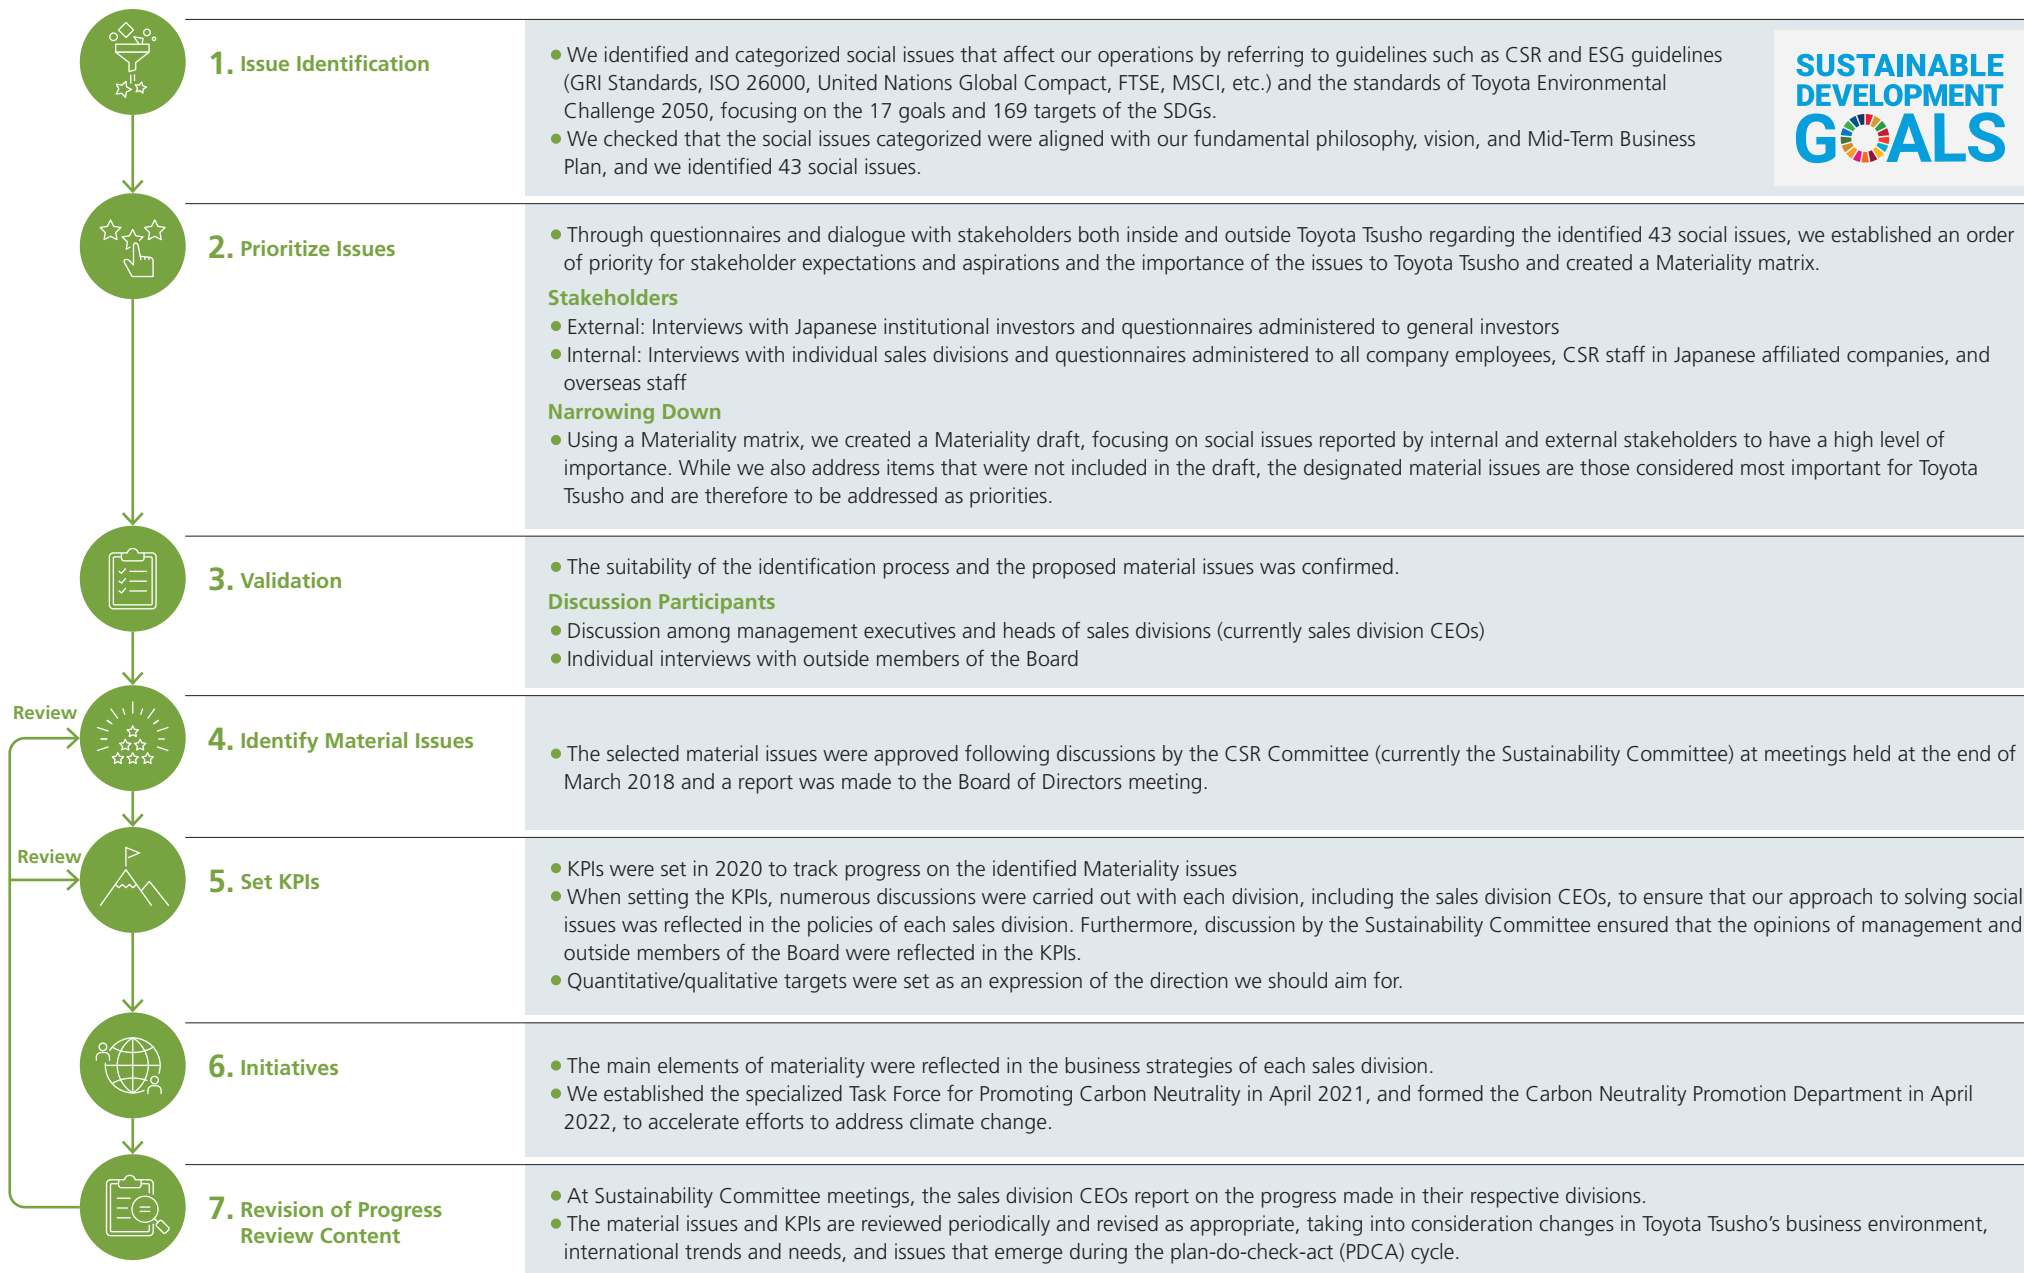 1. Issue Identification
● We identified and categorized social issues that affect our operations by referring to guidelines such as CSR and ESG guidelines
(GRI Standards, ISO 26000, United Nations Global Compact, FTSE, MSCI, etc.) and the standards of Toyota Environmental
Challenge 2050, focusing on the 17 goals and 169 targets of the SDGs.
● We checked that the social issues categorized were aligned with our fundamental philosophy, vision, and Mid-Term Business
Plan, and we identified 43 social issues.
SUSTAINABLE
DEVELOPMENT
GOALS
2. Prioritize Issues
● Through questionnaires and dialogue with stakeholders both inside and outside Toyota Tsusho regarding the identified 43 social issues, we established an order
of priority for stakeholder expectations and aspirations and the importance of the issues to Toyota Tsusho and created a Materiality matrix.
Stakeholders
● External: Interviews with Japanese institutional investors and questionnaires administered to general investors
● Internal: Interviews with individual sales divisions and questionnaires administered to all company employees, CSR staff in Japanese affiliated companies, and
overseas staff
Narrowing Down
● Using a Materiality matrix, we created a Materiality draft, focusing on social issues reported by internal and external stakeholders to have a high level of
importance. While we also address items that were not included in the draft, the designated material issues are those considered most important for Toyota
Tsusho and are therefore to be addressed as priorities.
3. Validation
● The suitability of the identification process and the proposed material issues was confirmed.
Discussion Participants
● Discussion among management executives and heads of sales divisions (currently sales division CEOs)
● Individual interviews with outside members of the Board
Review
4. Identify Material Issues
● The selected material issues were approved following discussions by the CSR Committee (currently the Sustainability Committee) at meetings held at the end of
March 2018 and a report was made to the Board of Directors meeting.
Review
5. Set KPIs
● KPIs were set in 2020 to track progress on the identified Materiality issues
● When setting the KPIs, numerous discussions were carried out with each division, including the sales division CEOs, to ensure that our approach to solving social
issues was reflected in the policies of each sales division. Furthermore, discussion by the Sustainability Committee ensured that the opinions of management and
outside members of the Board were reflected in the KPIs.
● Quantitative/qualitative targets were set as an expression of the direction we should aim for.
6. Initiatives
● The main elements of materiality were reflected in the business strategies of each sales division.
● We established the specialized Task Force for Promoting Carbon Neutrality in April 2021, and formed the Carbon Neutrality Promotion Department in April
2022, to accelerate efforts to address climate change.
7. Revision of Progress
Review Content
● At Sustainability Committee meetings, the sales division CEOs report on the progress made in their respective divisions.
● The material issues and KPIs are reviewed periodically and revised as appropriate, taking into consideration changes in Toyota Tsusho's business environment,
international trends and needs, and issues that emerge during the plan-do-check-act (PDCA) cycle.